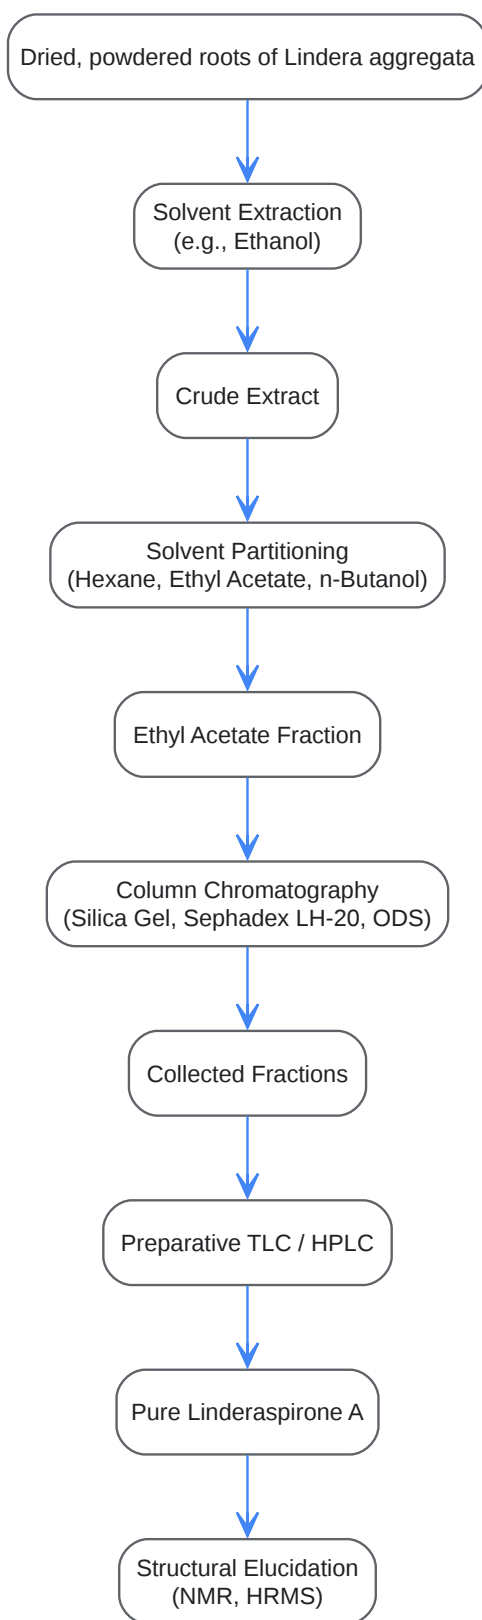 Dried, powdered roots of Lindera aggregata
Solvent Extraction
(e.g., Ethanol)
Crude Extract
Solvent Partitioning
(Hexane, Ethyl Acetate, n-Butanol)
Ethyl Acetate Fraction
Column Chromatography
(Silica Gel, Sephadex LH-20, ODS)
Collected Fractions
Preparative TLC / HPLC
Pure Linderaspirone A
Structural Elucidation
(NMR, HRMS)